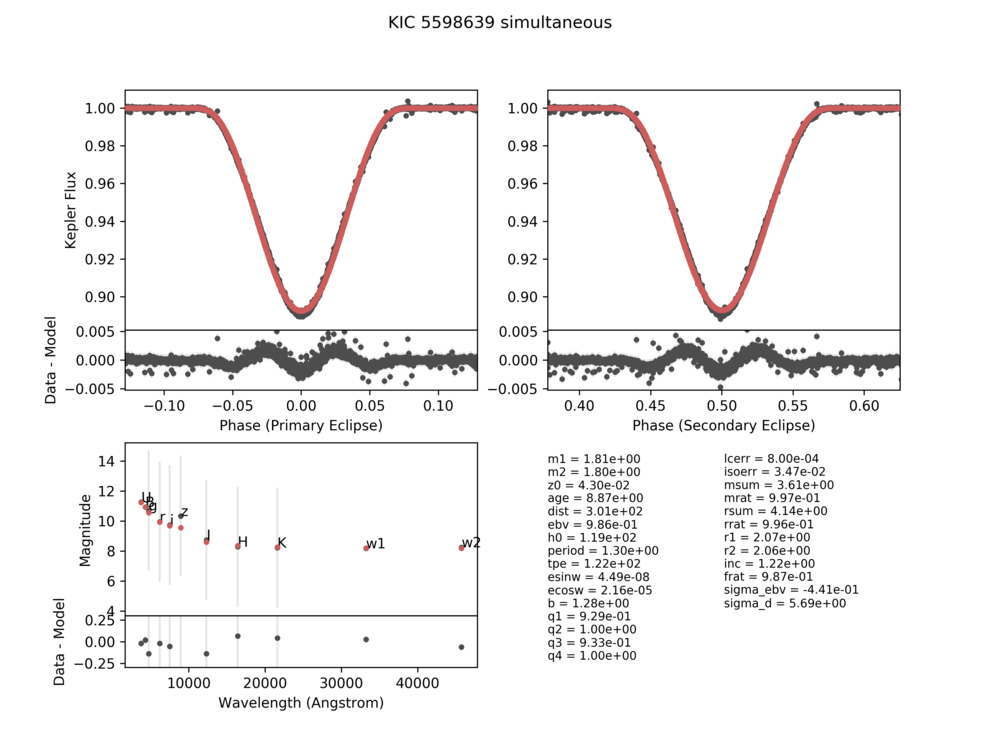 KIC 5598639 simultaneous
Kepler Flux
1.00
0.98
0.96
0.94
0.92
0.90
1.00
0.98
0.96
0.94
0.92
0.90
Data - Model
0.005
0.000
−0.005
0.005
0.000
−0.005
−0.10 −0.05 0.00 0.05 0.10
0.40 0.45 0.50 0.55 0.60
Phase (Primary Eclipse)
Phase (Secondary Eclipse)
Magnitude
14
12
10
8
6
4
U
B
g
r i z
J
H
K
w1
w2
Data - Model
0.25
0.00
−0.25
10000 20000 30000 40000
Wavelength (Angstrom)
m1 = 1.81e+00
m2 = 1.80e+00
z0 = 4.30e-02
age = 8.87e+00
dist = 3.01e+02
ebv = 9.86e-01
h0 = 1.19e+02
period = 1.30e+00
tpe = 1.22e+02
esinw = 4.49e-08
ecosw = 2.16e-05
b = 1.28e+00
q1 = 9.29e-01
q2 = 1.00e+00
q3 = 9.33e-01
q4 = 1.00e+00
lcerr = 8.00e-04
isoerr = 3.47e-02
msum = 3.61e+00
mrat = 9.97e-01
rsum = 4.14e+00
rrat = 9.96e-01
r1 = 2.07e+00
r2 = 2.06e+00
inc = 1.22e+00
frat = 9.87e-01
sigma_ebv = -4.41e-01
sigma_d = 5.69e+00